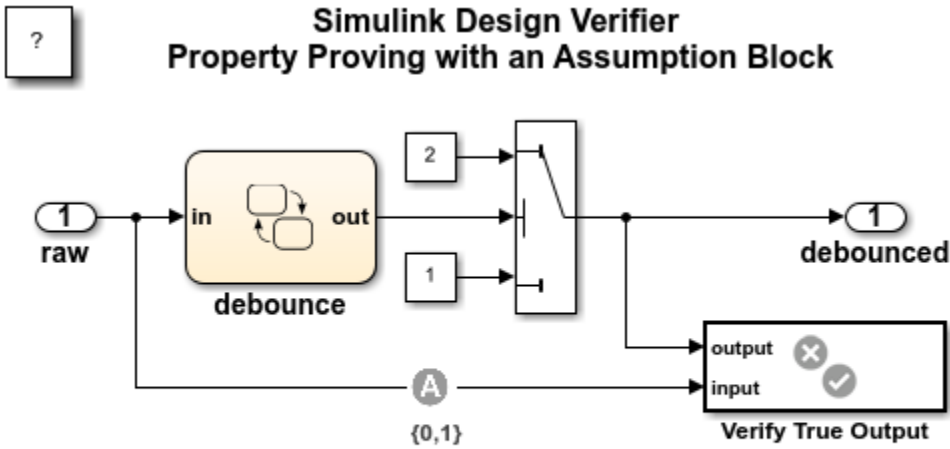 ?
Simulink Design Verifier
Property Proving with an Assumption Block
2
1
in
out
1
raw
1
debounced
1
debounce
output
input
A
{0,1}
Verify True Output